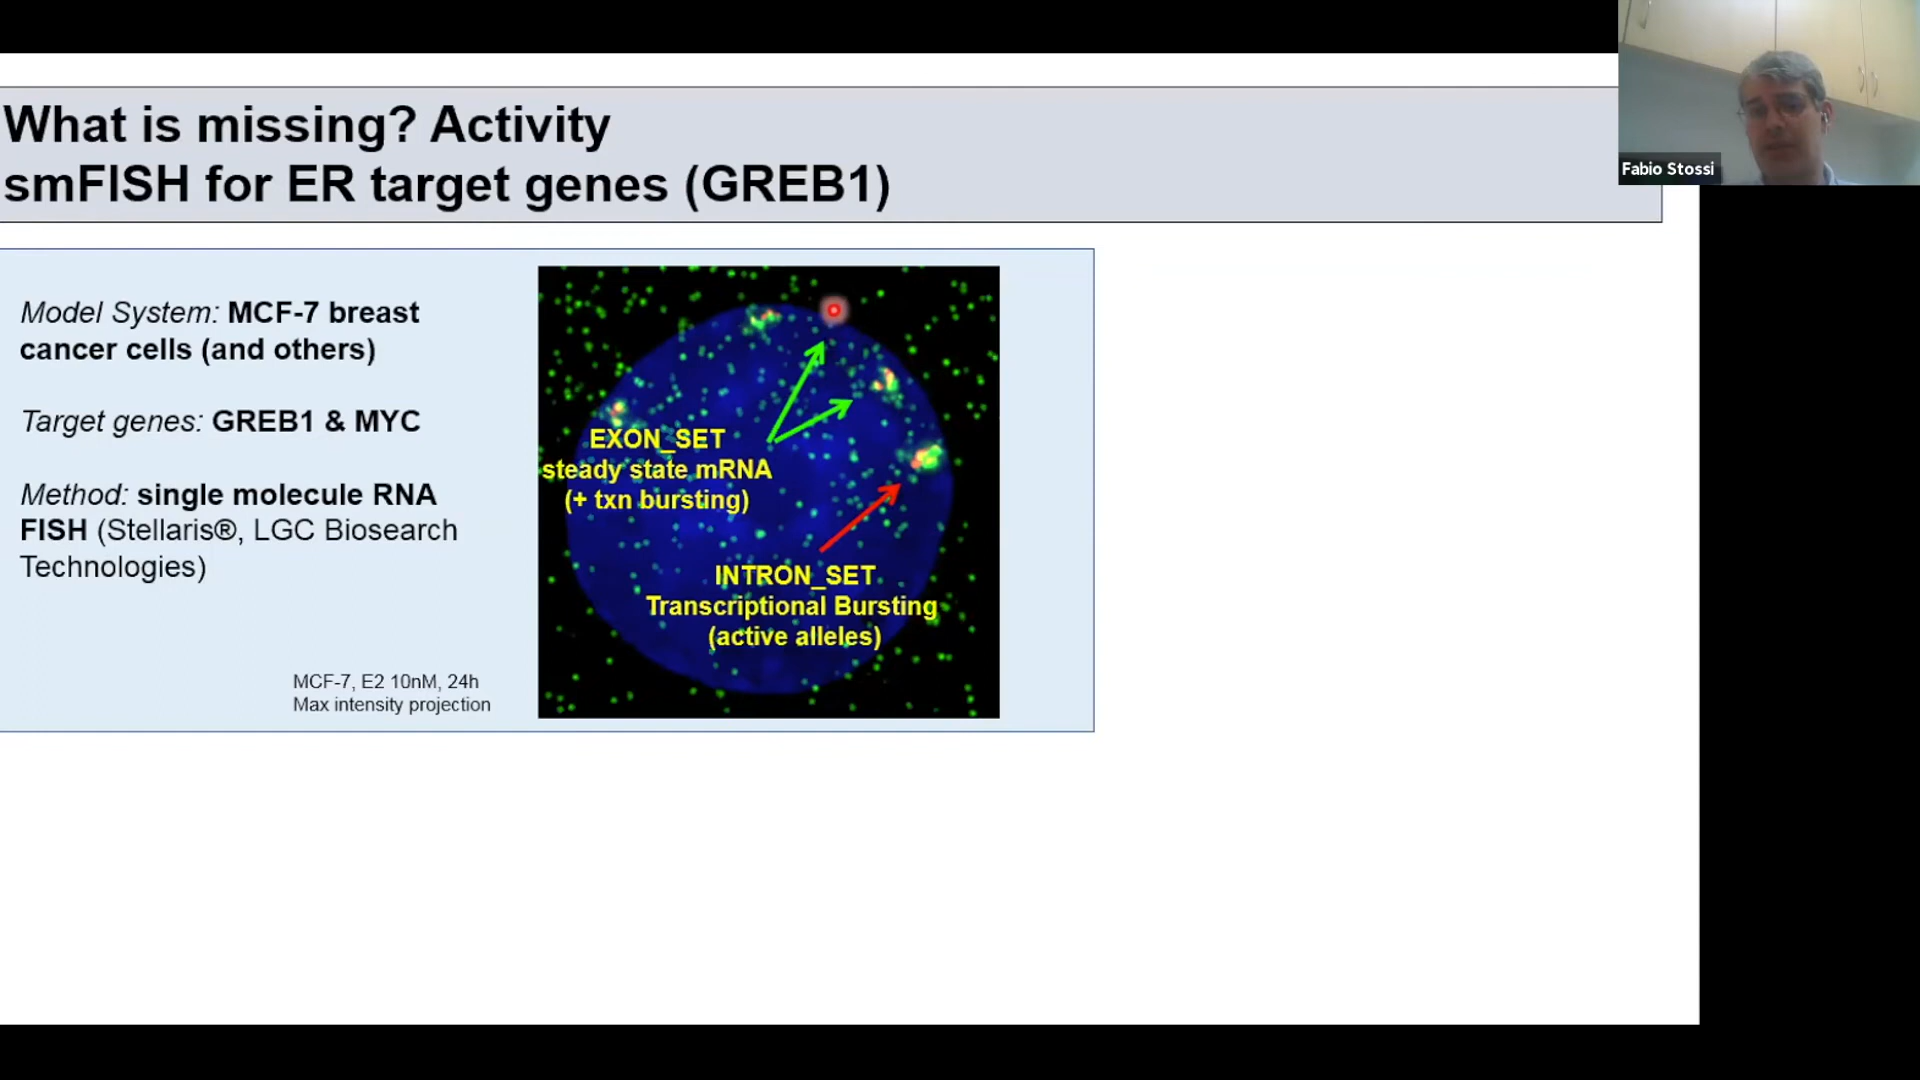 What is missing? Activity
smFISH for ER target genes (GREB1)
Fabio Stossi
Model System: MCF-7 breast
cancer cells (and others)
Target genes: GREB1 & MYC
Method: single molecule RNA
FISH (Stellaris®, LGC Biosearch
Technologies)
MCF-7, E2 10nM, 24h
Max intensity projection
EXON_SET
steady state mRNA
(+ txn bursting)
INTRON_SET
Transcriptional Bursting
(active alleles)